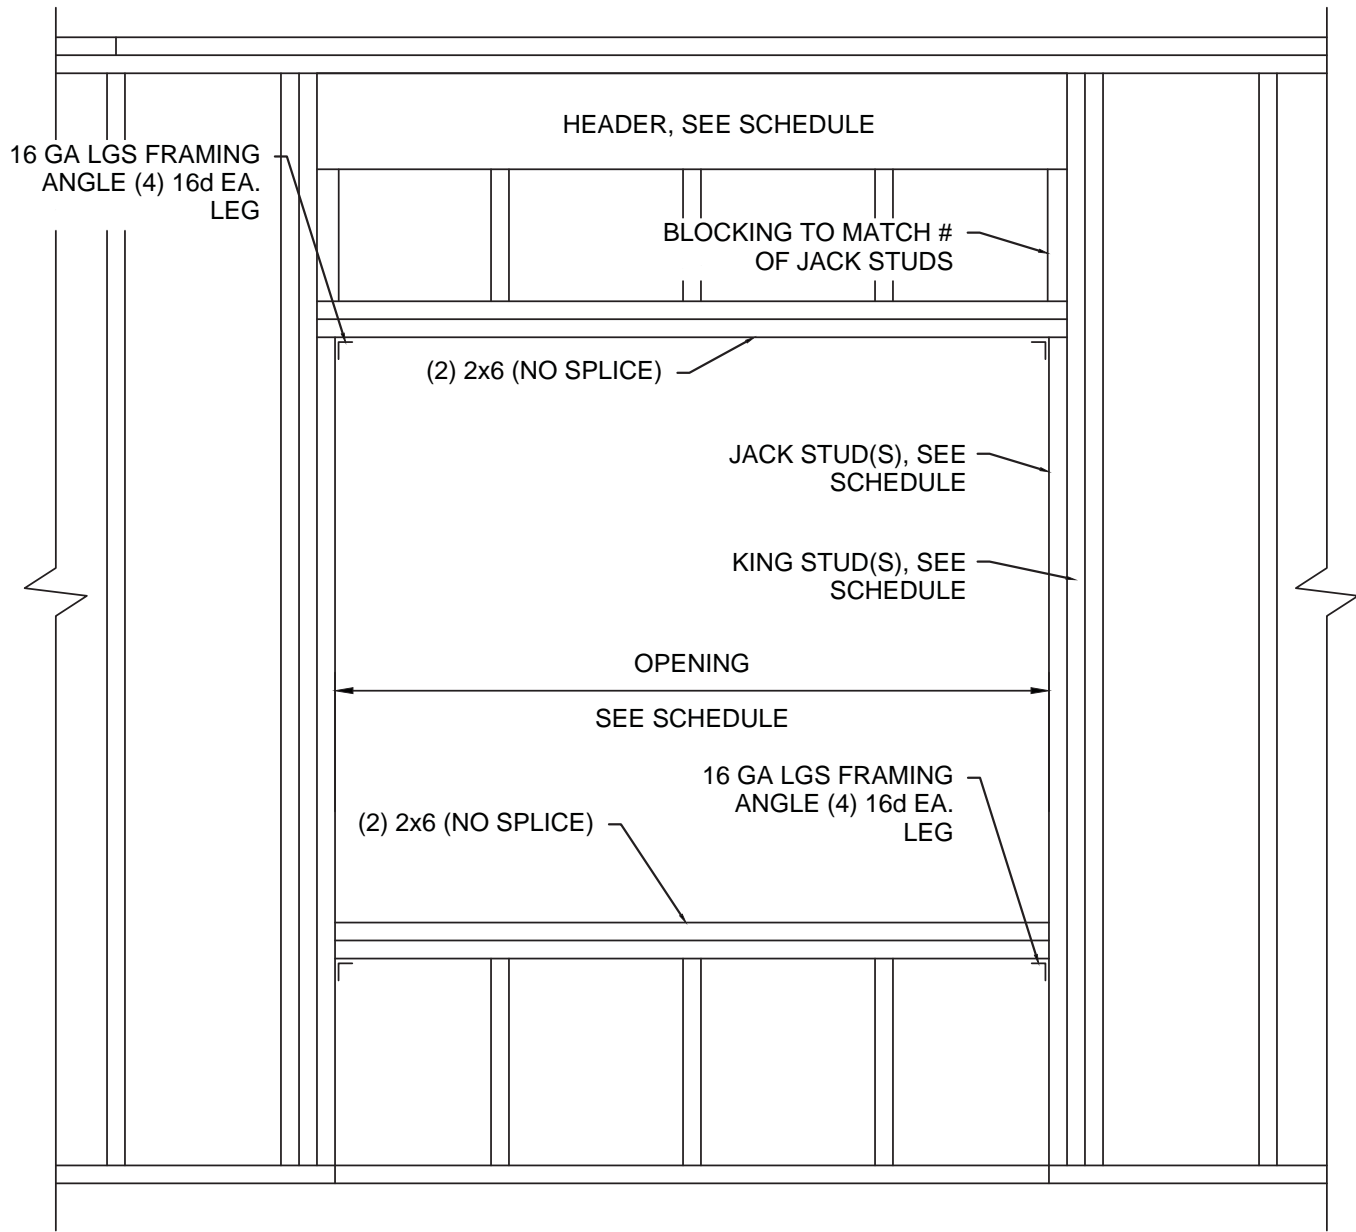 HEADER, SEE SCHEDULE
16 GA LGS FRAMING
ANGLE (4) 16d EA.
LEG
BLOCKING TO MATCH #
OF JACK STUDS
(2) 2x6 (NO SPLICE)
JACK STUD(S), SEE
SCHEDULE
KING STUD(S), SEE
SCHEDULE
OPENING
SEE SCHEDULE
16 GA LGS FRAMING
ANGLE (4) 16d EA.
LEG
(2) 2x6 (NO SPLICE)